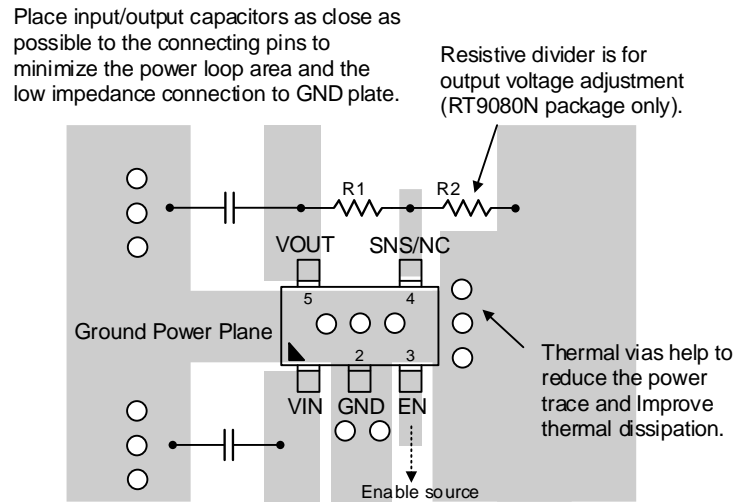 Place input/output capacitors as close as
possible to the connecting pins to
minimize the power loop area and the
low impedance connection to GND plate.
Resistive divider is for
output voltage adjustment
(RT9080N package only).
R1
R2
VOUT
SNS/NC
5
4
Ground Power Plane
2
3
VIN
GND
EN
Thermal vias help to
reduce the power
trace and Improve
thermal dissipation.
Enable source